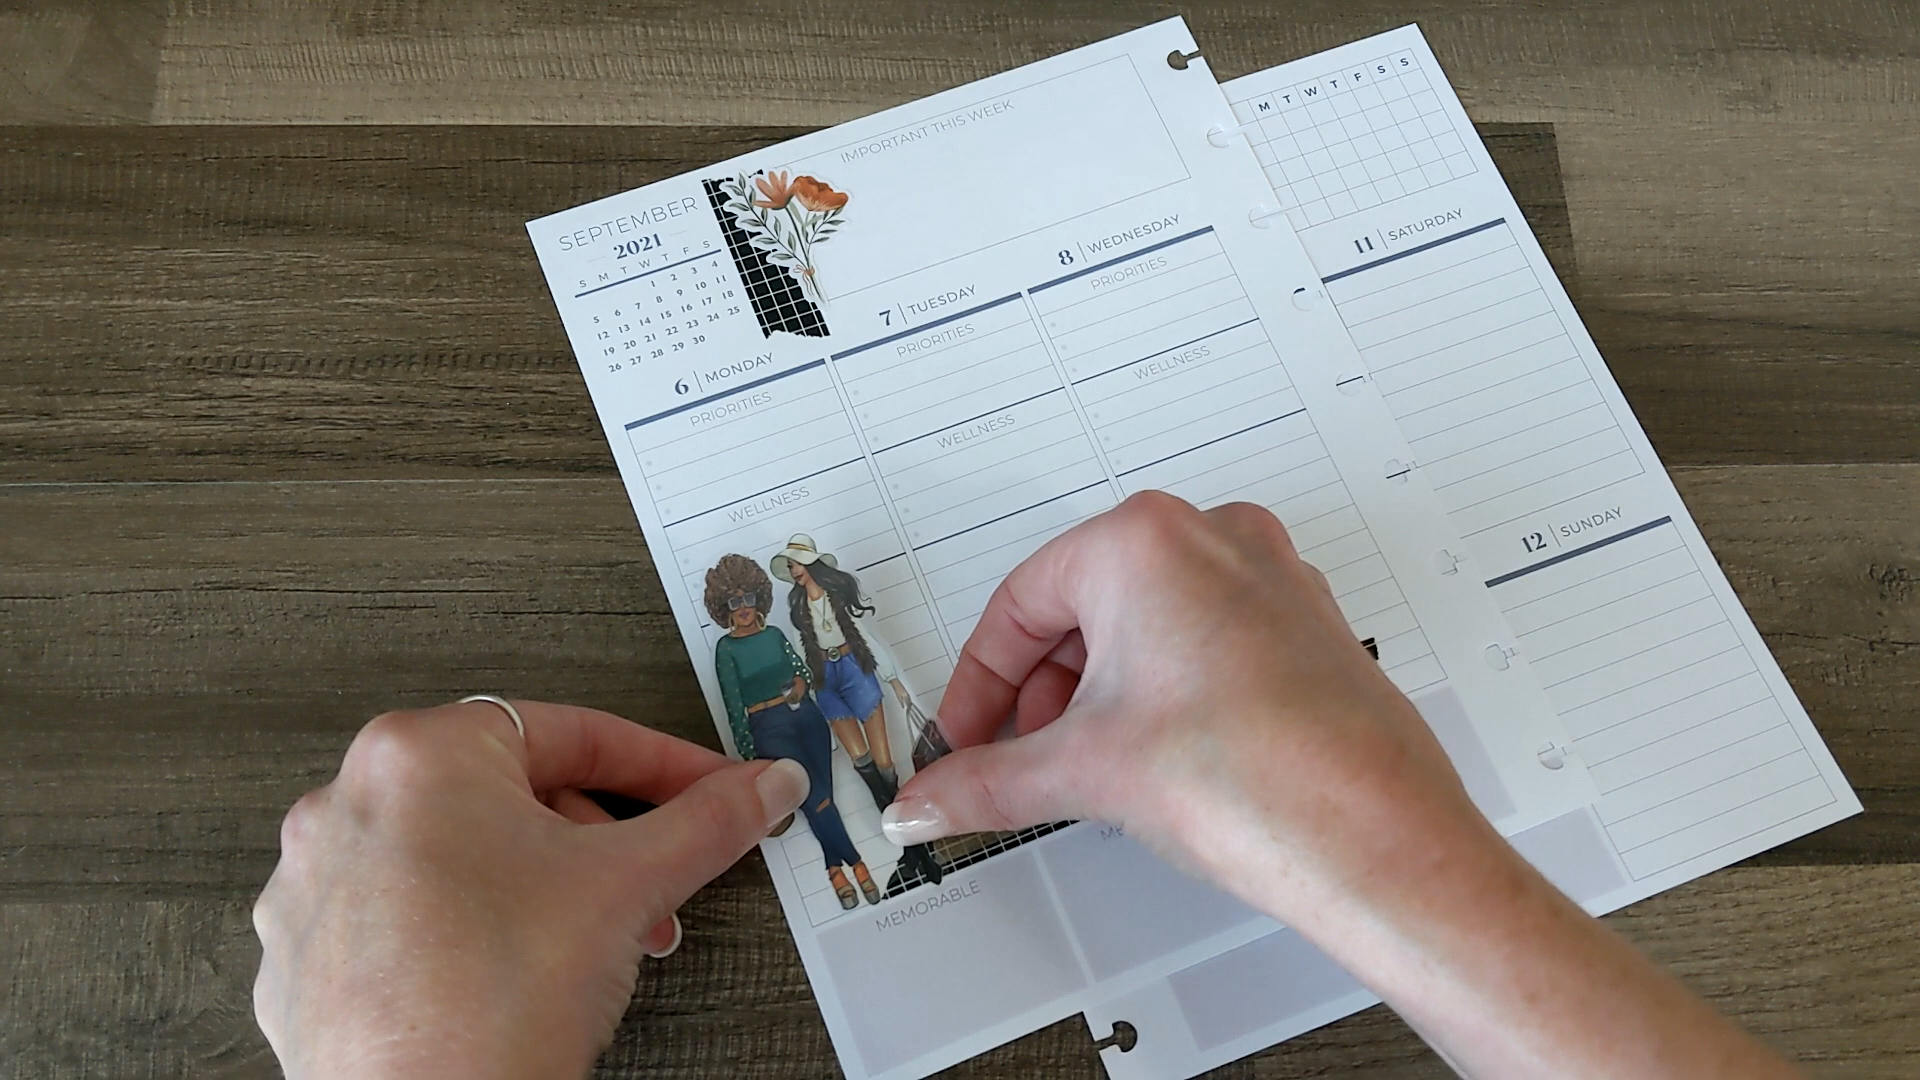 IMPORTANT THIS WEEK
SEPTEMBER
2021
S M T W T F S
1 2 3 4
5 6 7 8 9 10 11
12 13 14 15 16 17 18
19 20 21 22 23 24 25
26 27 28 29 30
6 | MONDAY
PRIORITIES
WELLNESS
MEMORABLE
7 | TUESDAY
PRIORITIES
WELLNESS
8 | WEDNESDAY
PRIORITIES
WELLNESS
M T W T F S S
11 | SATURDAY
12 | SUNDAY